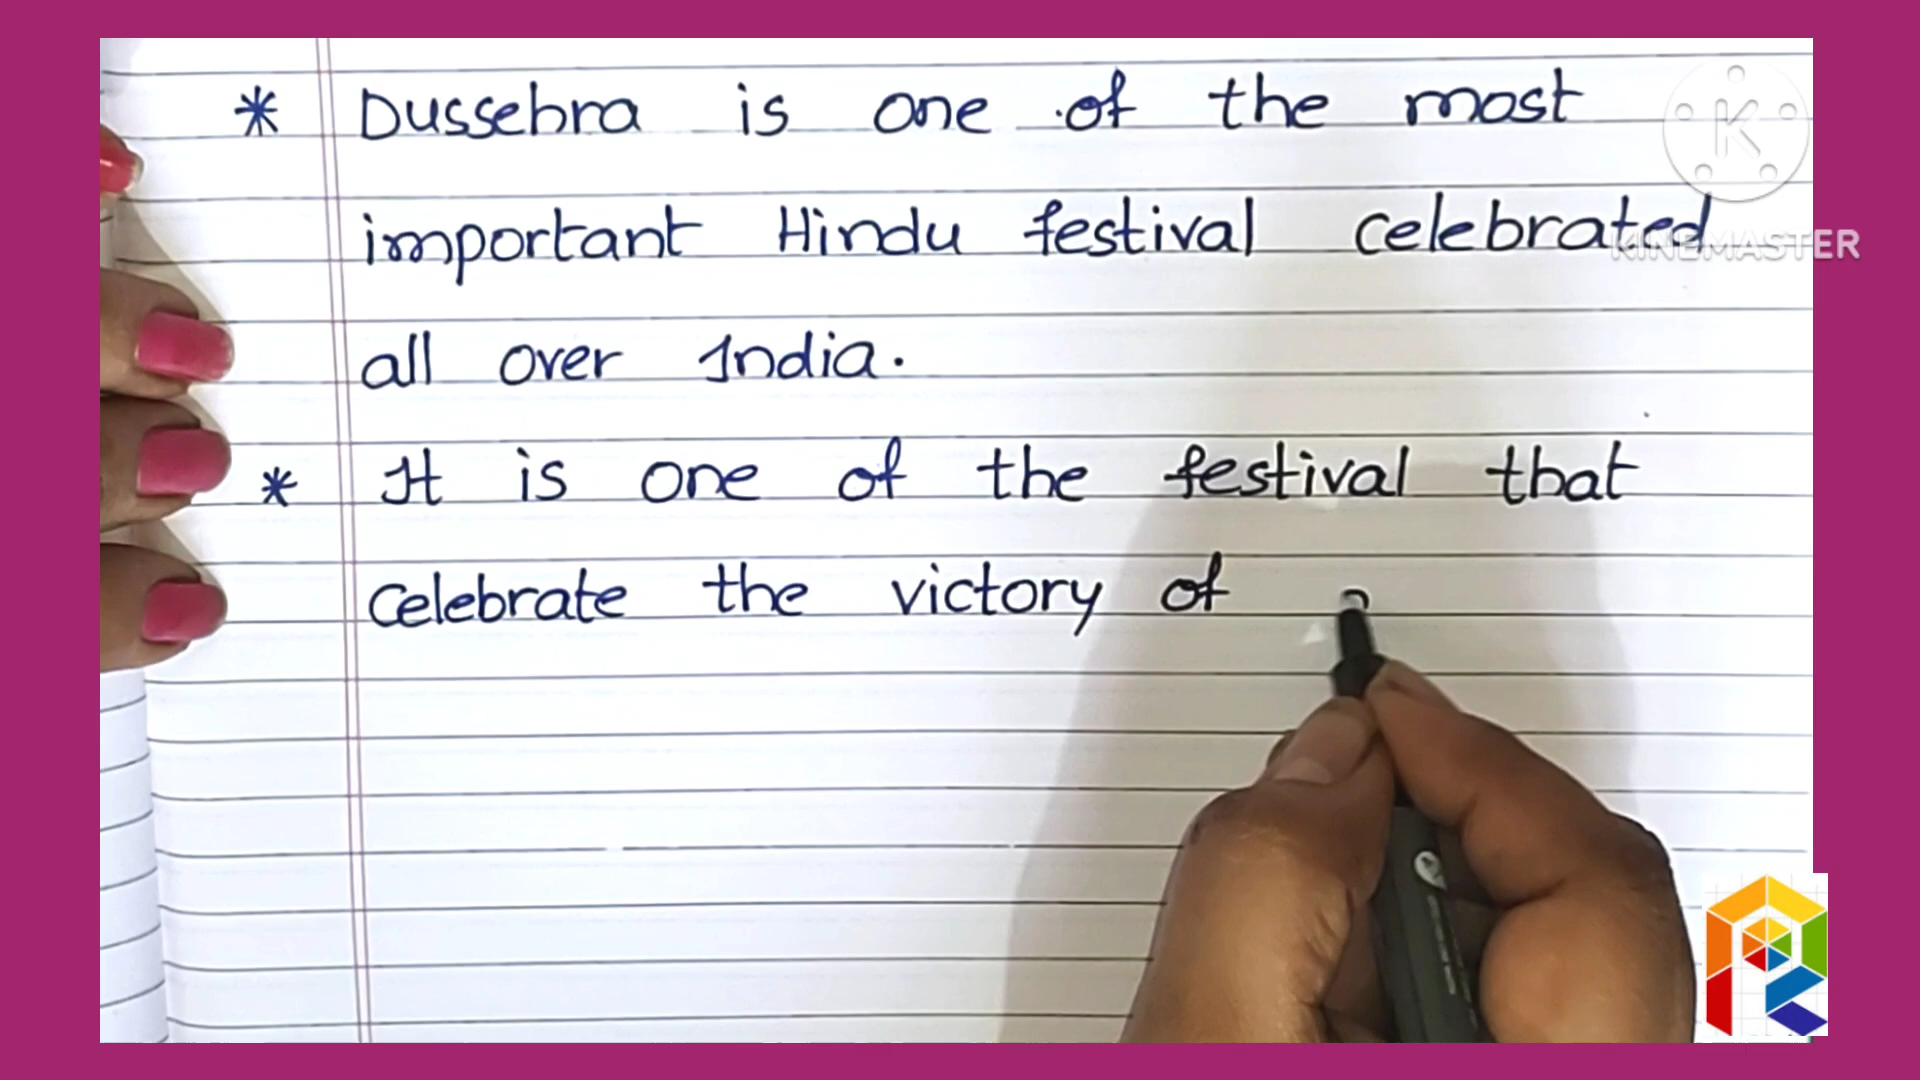 * Dussehra is one of the most
important Hindu festival celebrated
all over India.
* It is one of the festival that
celebrate the victory of
KINEMASTER